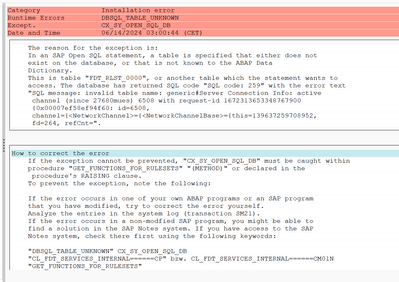 Category Installation error
Runtime Errors DBSQL_TABLE_UNKNOWN
Except. CX_SY_OPEN_SQL_DB
Date and Time 06/14/2024 03:00:44 (CET)
The reason for the exception is:
In an SAP Open SQL statement, a table is specified that either does not
exist on the database, or that is not known to the ABAP Data
Dictionary.
This is table "FDT_RLST_0000", or another table which the statement wants to
access. The database has returned SQL code "SQL code: 259" with the error text
"SQL message: invalid table name: generic#Server Connection Info: active
channel (since 27680mues) 6508 with request-id 1672313653348767900
(0x00007ef58ef94f60): id=6508,
channel=(<NetworkChannel>=(<NetworkChannelBase>=(this=139637259708952,
fd=264, refCnt=".
How to correct the error
If the exception cannot be prevented, "CX_SY_OPEN_SQL_DB" must be caught within
procedure "GET_FUNCTIONS_FOR_RULESETS" "(METHOD)" or declared in the
procedure's RAISING clause.
To prevent the exception, note the following:
If the error occurs in one of your own ABAP programs or an SAP program
that you have modified, try to correct the error yourself.
Analyze the entries in the system log (transaction SM21).
If the error occurs in a non-modfied SAP program, you might be able to
find a solution in the SAP Notes system. If you have access to the SAP
Notes system, check there first using the following keywords:
"DBSQL_TABLE_UNKNOWN" CX_SY_OPEN_SQL_DB
"CL_FDT_SERVICES_INTERNAL======CP" bzw. CL_FDT_SERVICES_INTERNAL======CM01N
"GET_FUNCTIONS_FOR_RULESETS"